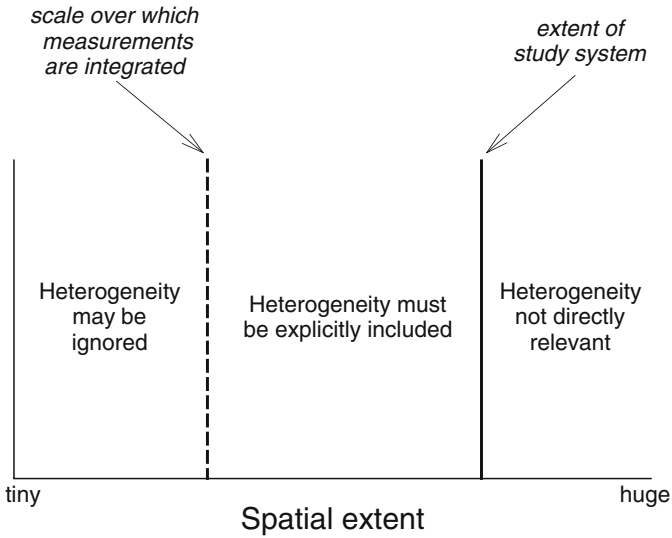 scale over which
measurements
are integrated
extent of
study system
Heterogeneity
may be
ignored
Heterogeneity must
be explicitly included
Heterogeneity
not directly
relevant
tiny
huge
Spatial extent